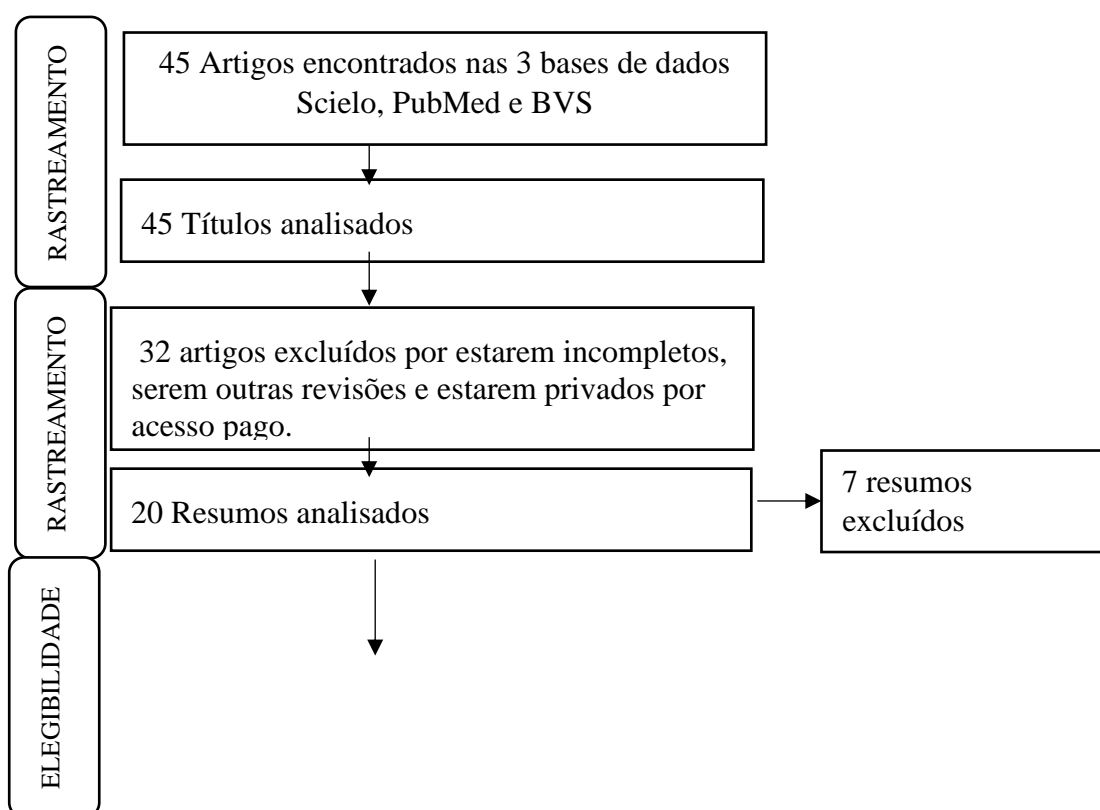 RASTREAMENTO
45 Artigos encontrados nas 3 bases de dados
Scielo, PubMed e BVS
45 Títulos analisados
RASTREAMENTO
32 artigos excluídos por estarem incompletos,
serem outras revisões e estarem privados por
acesso pago.
20 Resumos analisados
7 resumos
excluídos
ELEGIBILIDADE